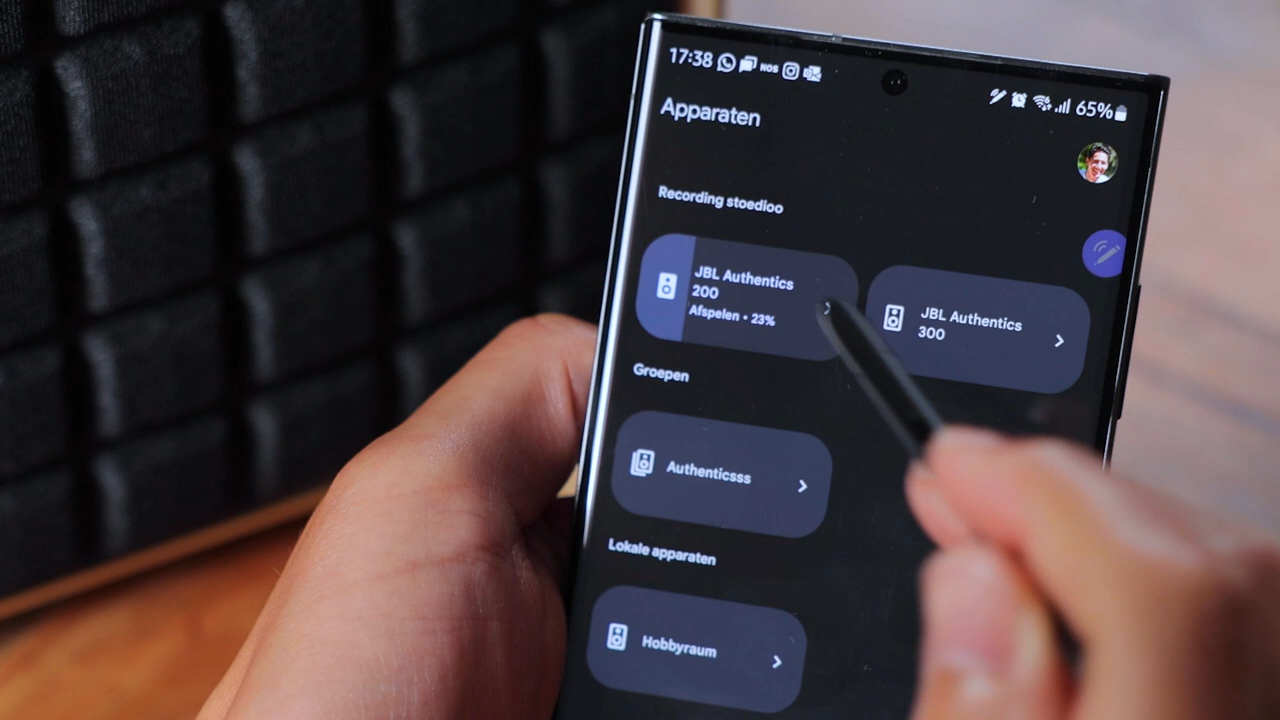 17:38 NOS 65%
Apparaten
Recording stoedioo
JBL Authentics
200
Afspelen • 23%
JBL Authentics
300
Groepen
Authenticsss
Lokale apparaten
Hobbyraum